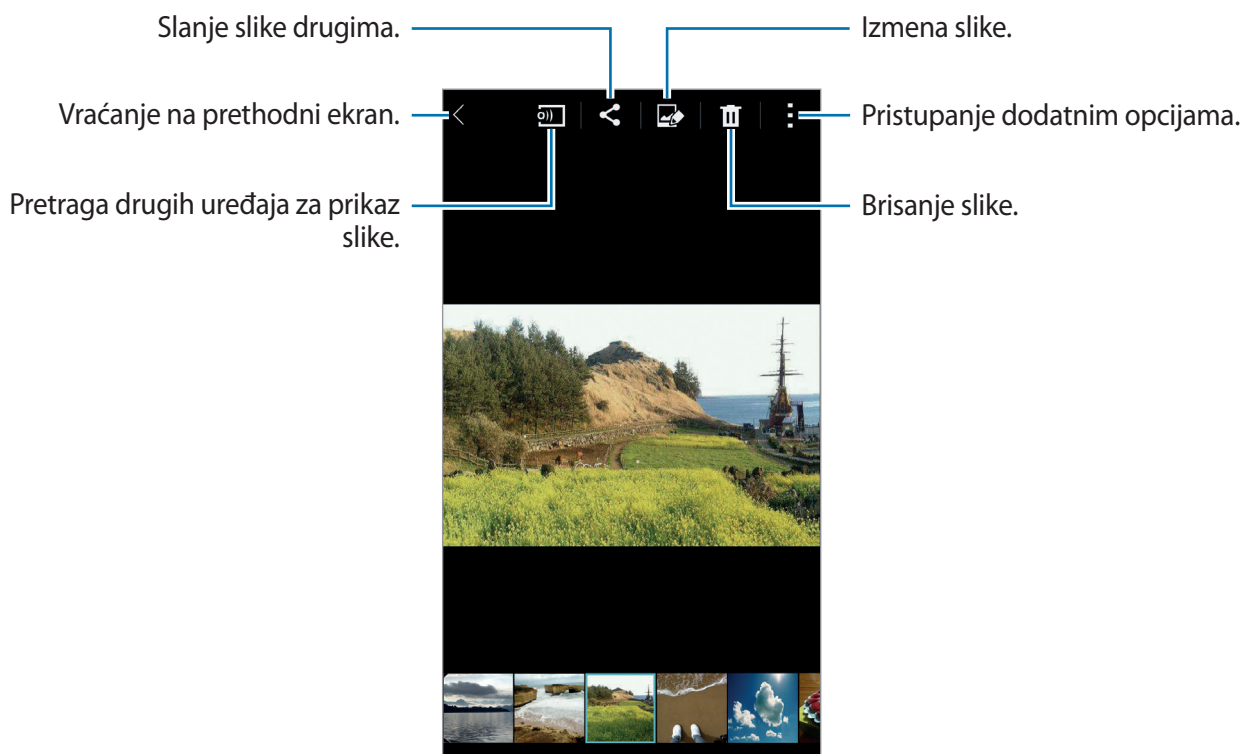 Slanje slike drugima.
Izmena slike.
Vraćanje na prethodni ekran.
Pristupanje dodatnim opcijama.
Pretraga drugih uređaja za prikaz
slike.
Brisanje slike.